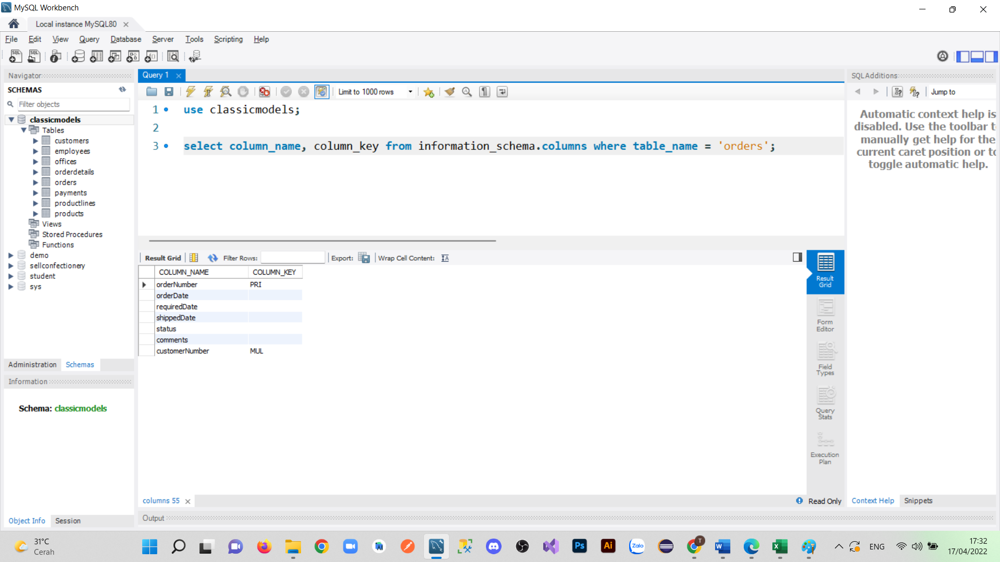 MySQL Workbench
Local instance MySQL80
File Edit View Query Database Server Tools Scripting Help
Navigator
SCHEMAS
Filter objects
classicmodels
Tables
customers
employees
offices
orderdetails
orders
payments
productlines
products
Views
Stored Procedures
Functions
demo
sellconfectionery
student
sys
Administration Schemas
Information
Schema: classicmodels
Object Info Session
Query 1
Limit to 1000 rows
1 use classicmodels;
2
3 select column_name, column_key from information_schema.columns where table_name = 'orders';
Result Grid Filter Rows: Export: Wrap Cell Content:
COLUMN_NAME COLUMN_KEY
orderNumber PRI
orderDate
requiredDate
shippedDate
status
comments
customerNumber MUL
Result
Grid
Form
Editor
Field
Types
Query
Stats
Execution
Plan
columns 55
Read Only
Output
SQLAdditions
Jump to
Automatic context help is
disabled. Use the toolbar t
manually get help for the
current caret position or to
toggle automatic help.
Context Help Snippets
31°C
Cerah
Ps
Ai
Zalo
T
ENG
17:32
17/04/2022